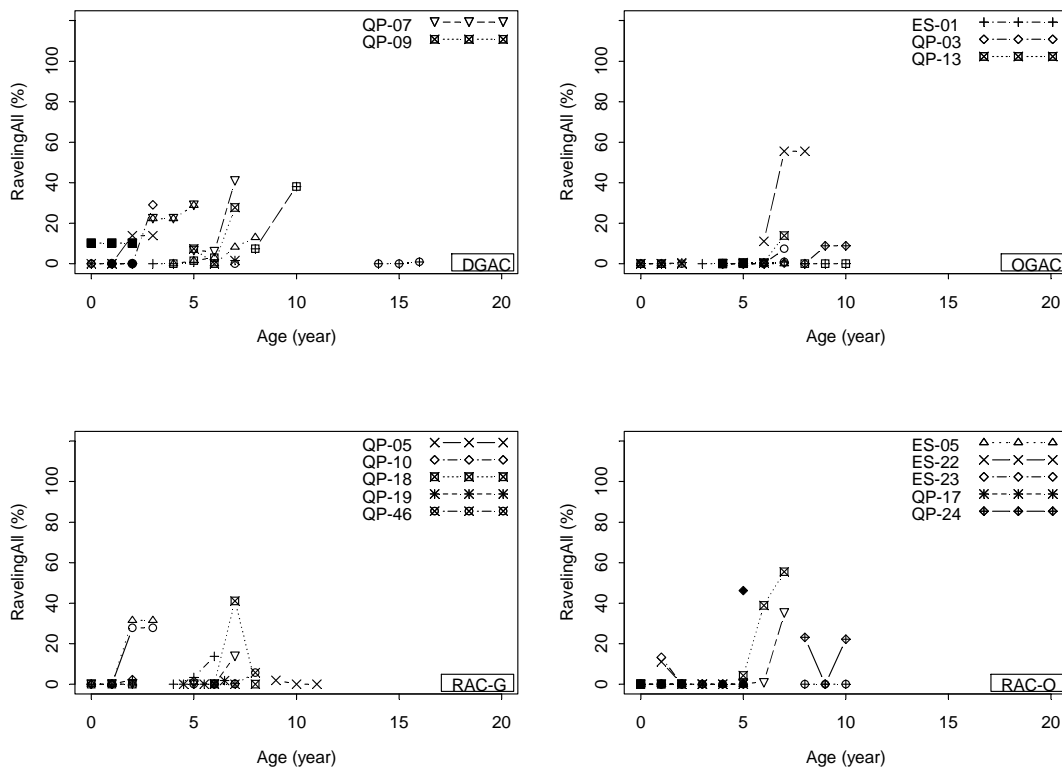 QP-07
QP-09
RavelingAll (%)
0 20 40 60 80 100
DGAC
0 5 10 15 20
Age (year)
ES-01
QP-03
QP-13
RavelingAll (%)
0 20 40 60 80 100
OGAC
0 5 10 15 20
Age (year)
QP-05
QP-10
QP-18
QP-19
QP-46
RavelingAll (%)
0 20 40 60 80 100
RAC-G
0 5 10 15 20
Age (year)
ES-05
ES-22
ES-23
QP-17
QP-24
RavelingAll (%)
0 20 40 60 80 100
RAC-O
0 5 10 15 20
Age (year)